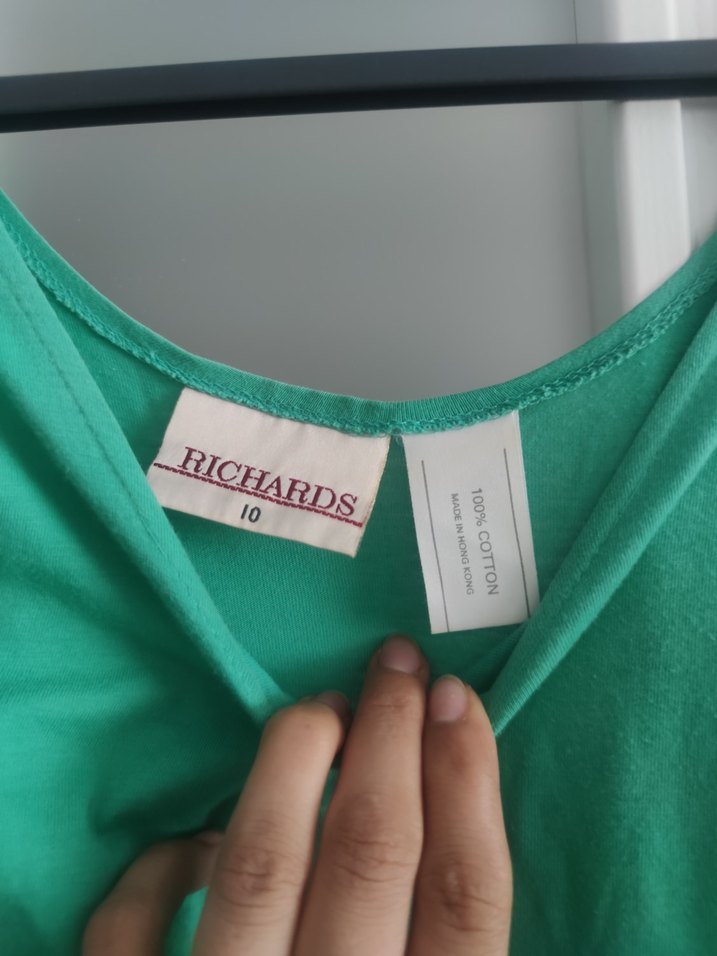 RICHARDS
10
100% COTTON
MADE IN HONG KONG